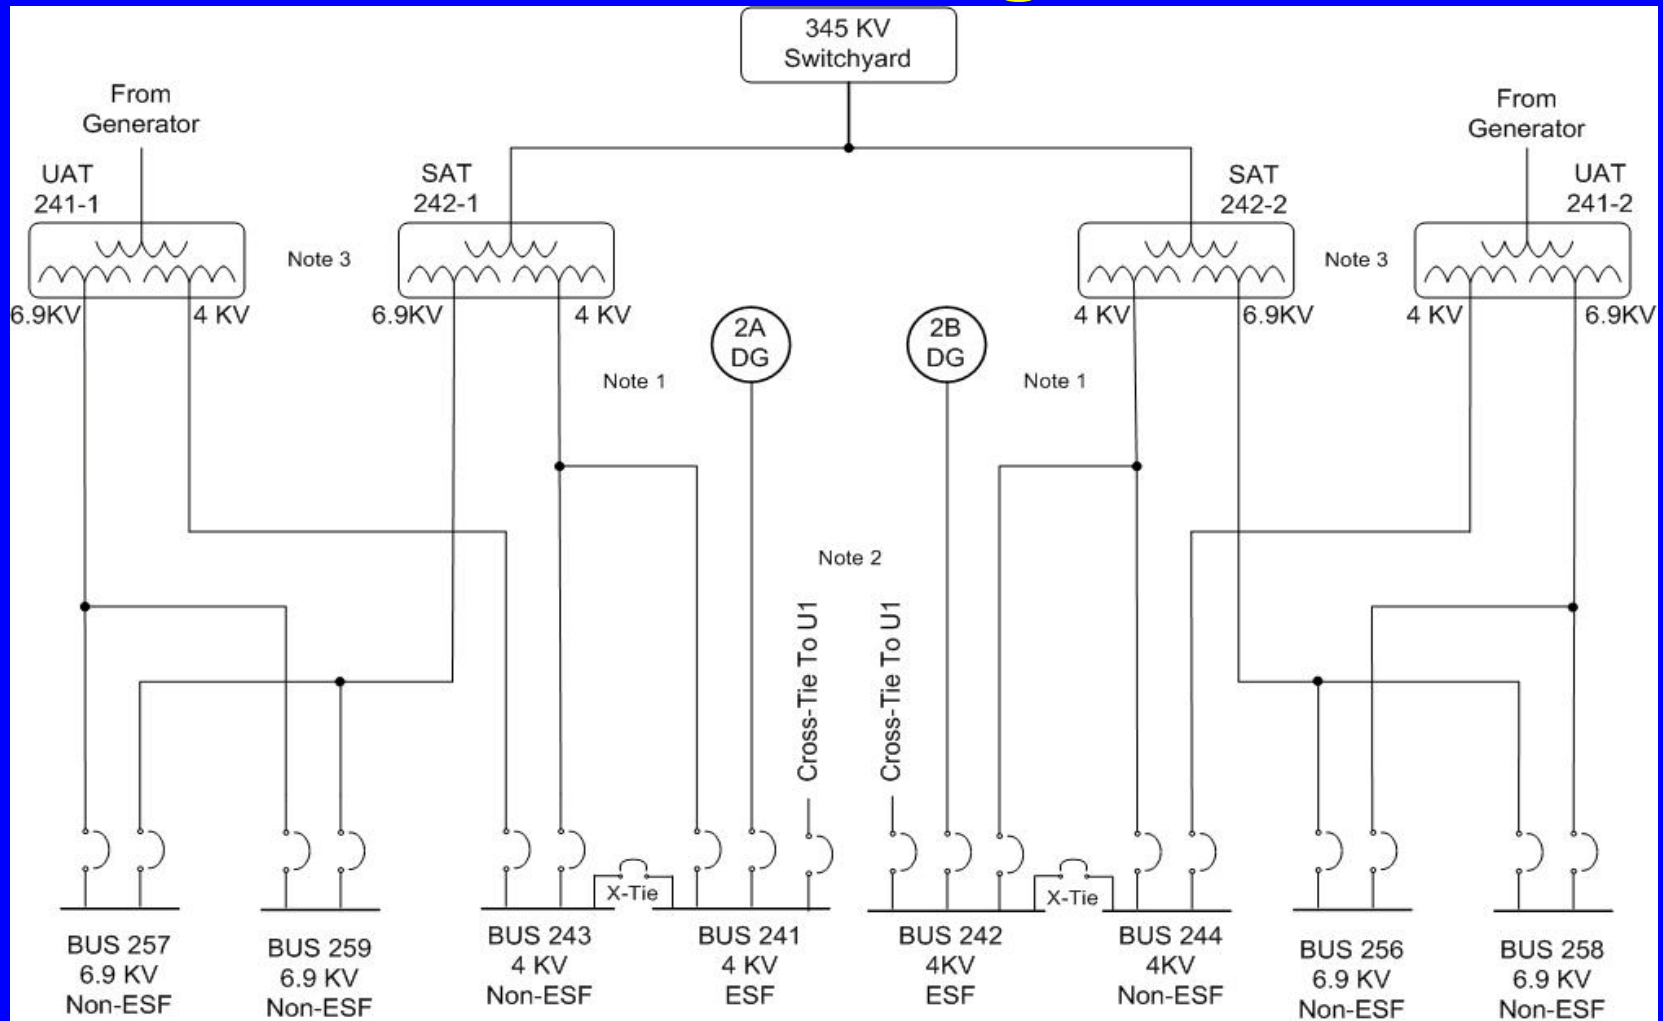 345 KV
Switchyard
From
Generator
From
Generator
UAT
241-1
SAT
242-1
SAT
242-2
UAT
241-2
Note 3
Note 3
6.9KV
4 KV
6.9KV
4 KV
4 KV
6.9KV
4 KV
6.9KV
2A
DG
2B
DG
Note 1
Note 1
Note 2
Cross-Tie To U1
Cross-Tie To U1
X-Tie
X-Tie
BUS 257
6.9 KV
Non-ESF
BUS 259
6.9 KV
Non-ESF
BUS 243
4 KV
Non-ESF
BUS 241
4 KV
ESF
BUS 242
4KV
ESF
BUS 244
4KV
Non-ESF
BUS 256
6.9 KV
Non-ESF
BUS 258
6.9 KV
Non-ESF